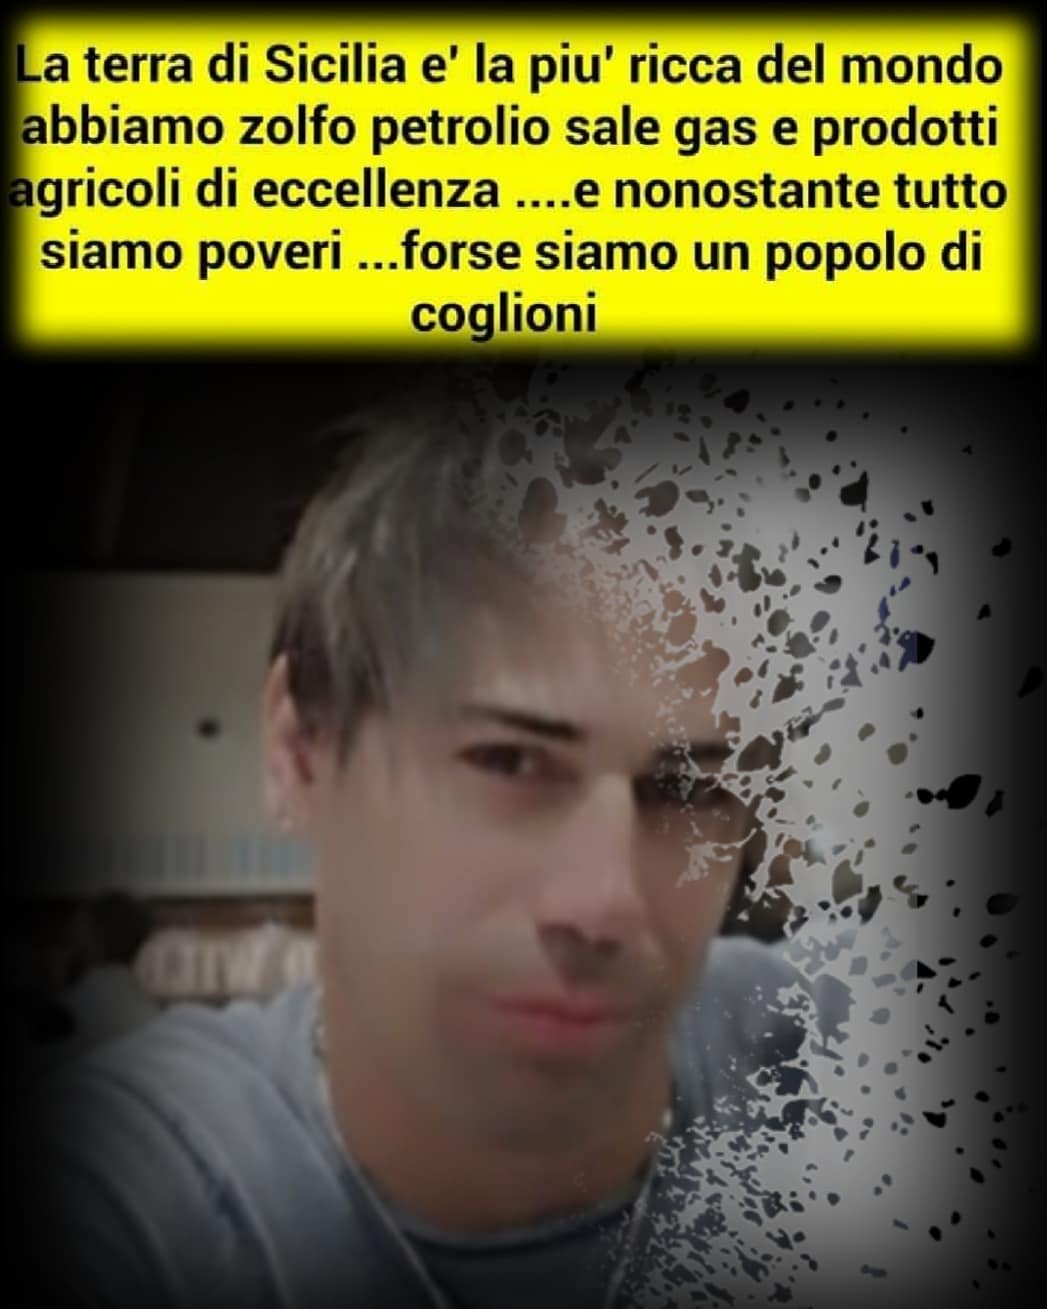 La terra di Sicilia e' la piu' ricca del mondo
abbiamo zolfo petrolio sale gas e prodotti
agricoli di eccellenza ....e nonostante tutto
siamo poveri ...forse siamo un popolo di
coglioni